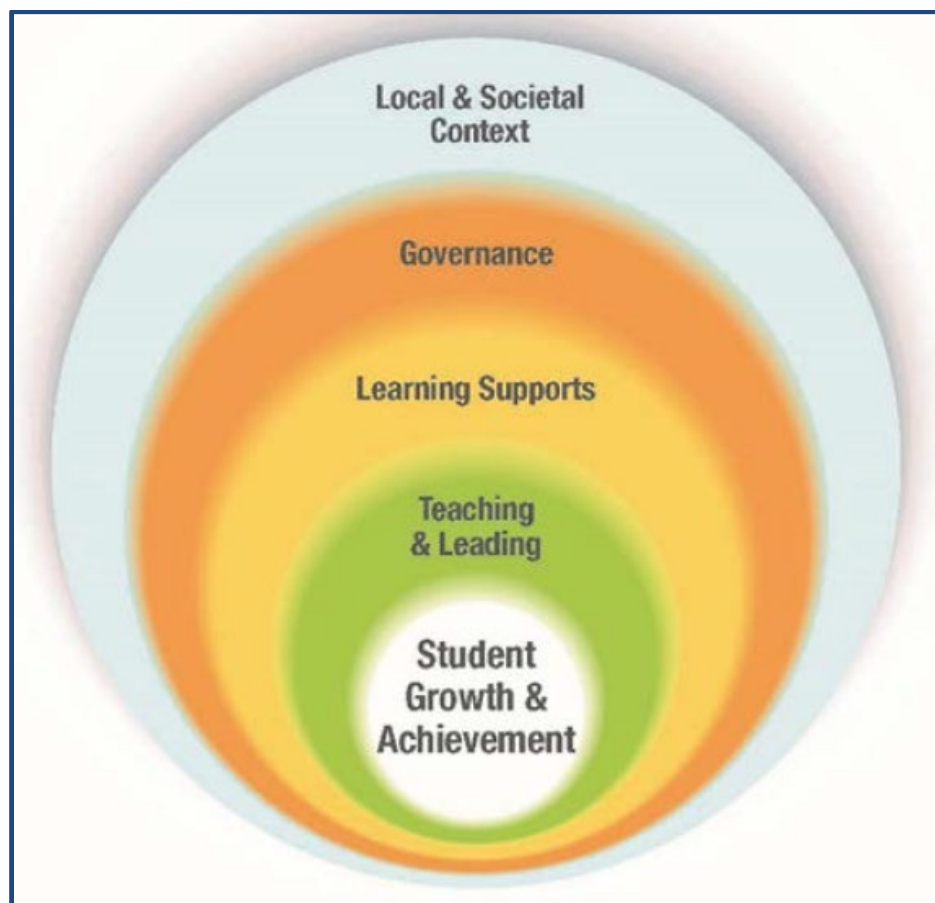 Local & Societal
Context
Governance
Learning Supports
Teaching
& Leading
Student
Growth &
Achievement